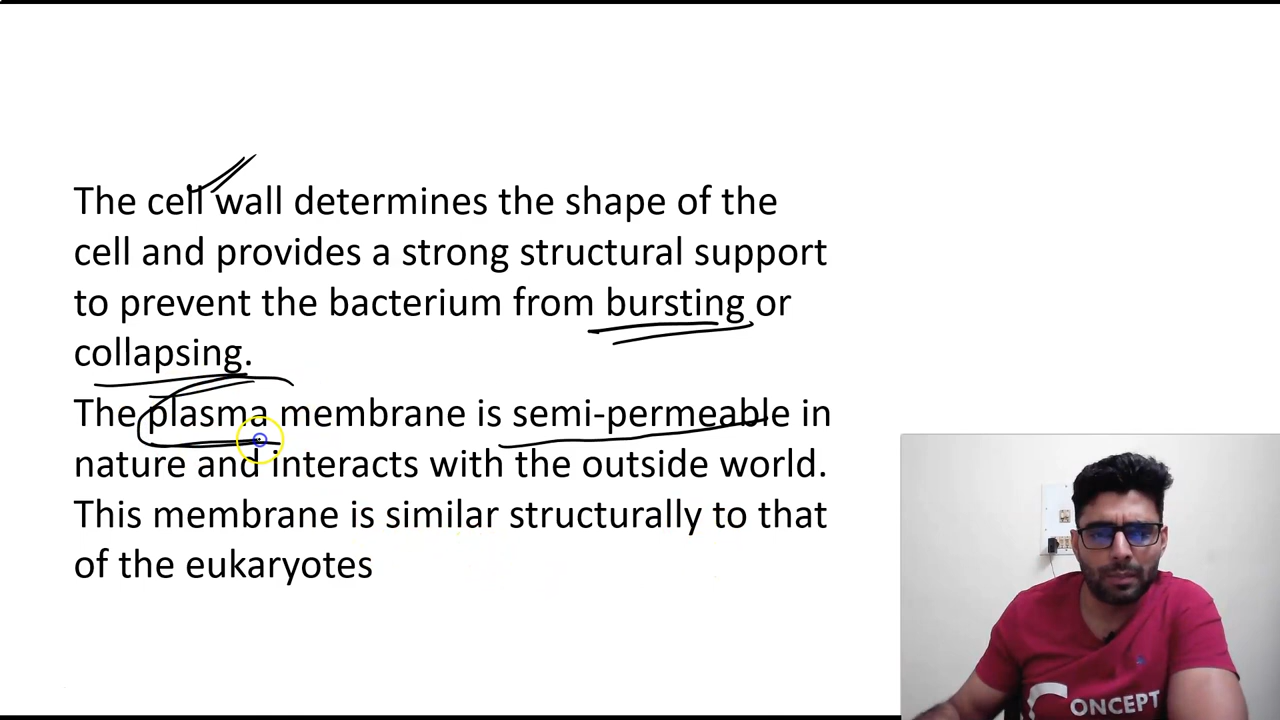 The cell wall determines the shape of the
cell and provides a strong structural support
to prevent the bacterium from bursting or
collapsing.
The plasma membrane is semi-permeable in
nature and interacts with the outside world.
This membrane is similar structurally to that
of the eukaryotes
CONCEPT